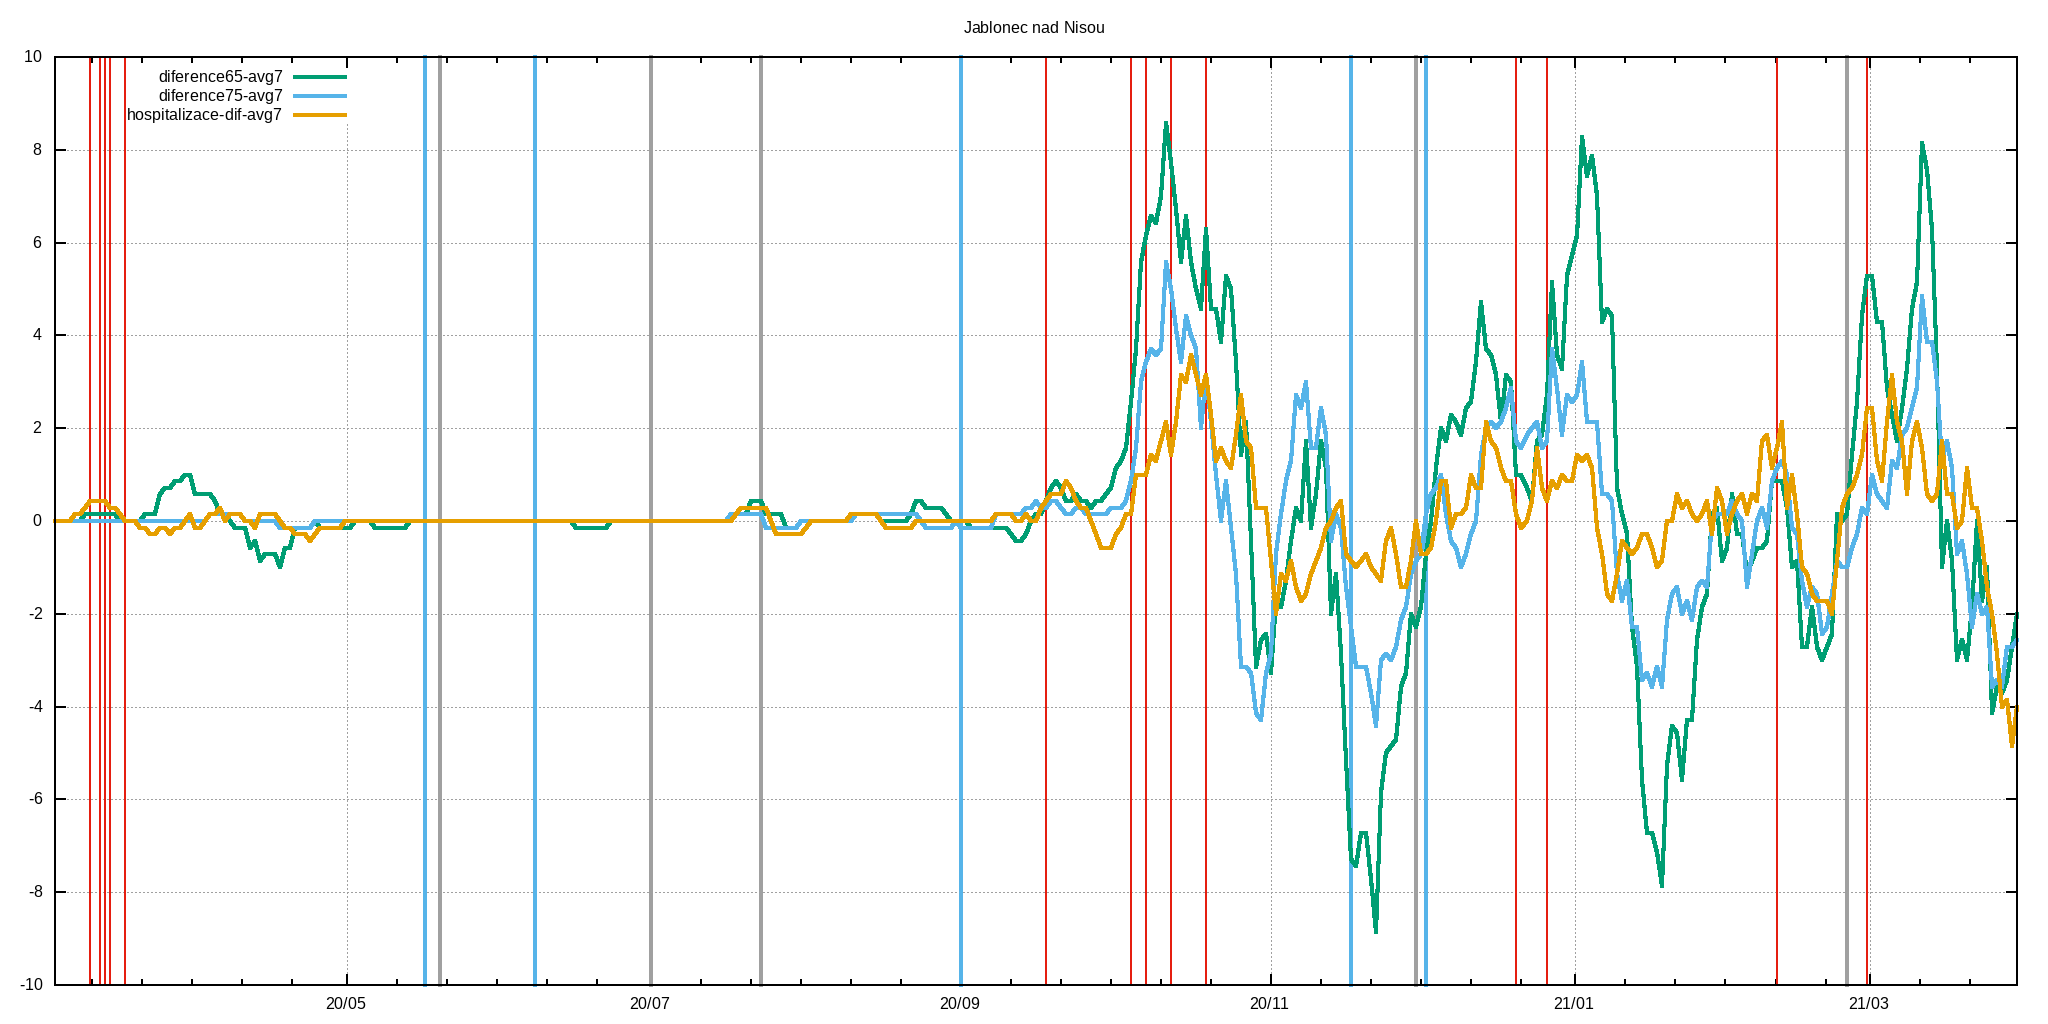 Jablonec nad Nisou
diference65-avg7
diference75-avg7
hospitalizace-dif-avg7
10
8
6
4
2
0
-2
-4
-6
-8
-10
20/05 20/07 20/09 20/11 21/01 21/03